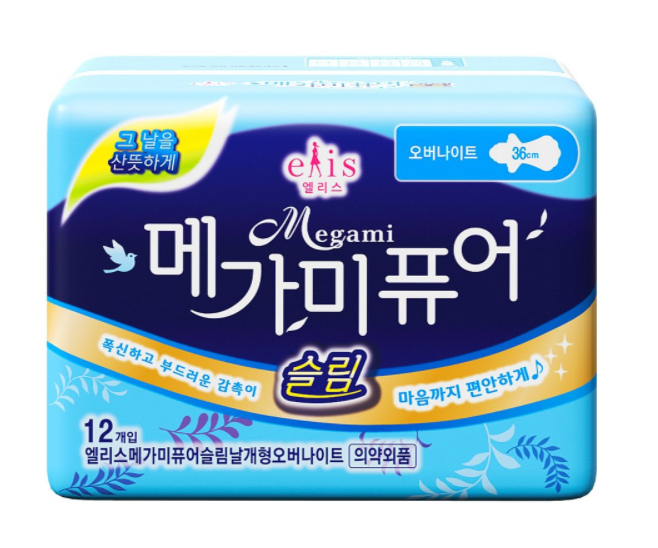 그 날을
산뜻하게
elis
엘리스
오버나이트 36cm
Megami
메가미퓨어
폭신하고 부드러운 감촉이
슬림
마음까지 편안하게♪
12개입
엘리스메가미퓨어슬림날개형오버나이트 의약외품